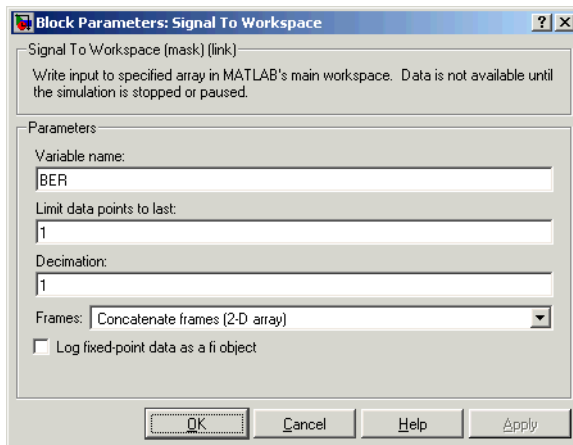 Block Parameters: Signal To Workspace
Signal To Workspace (mask) (link)
Write input to specified array in MATLAB's main workspace.  Data is not available until
the simulation is stopped or paused.
Parameters
Variable name:
BER
Limit data points to last:
1
Decimation:
1
Frames: Concatenate frames (2-D array)
Log fixed-point data as a fi object
OK Cancel Help Apply